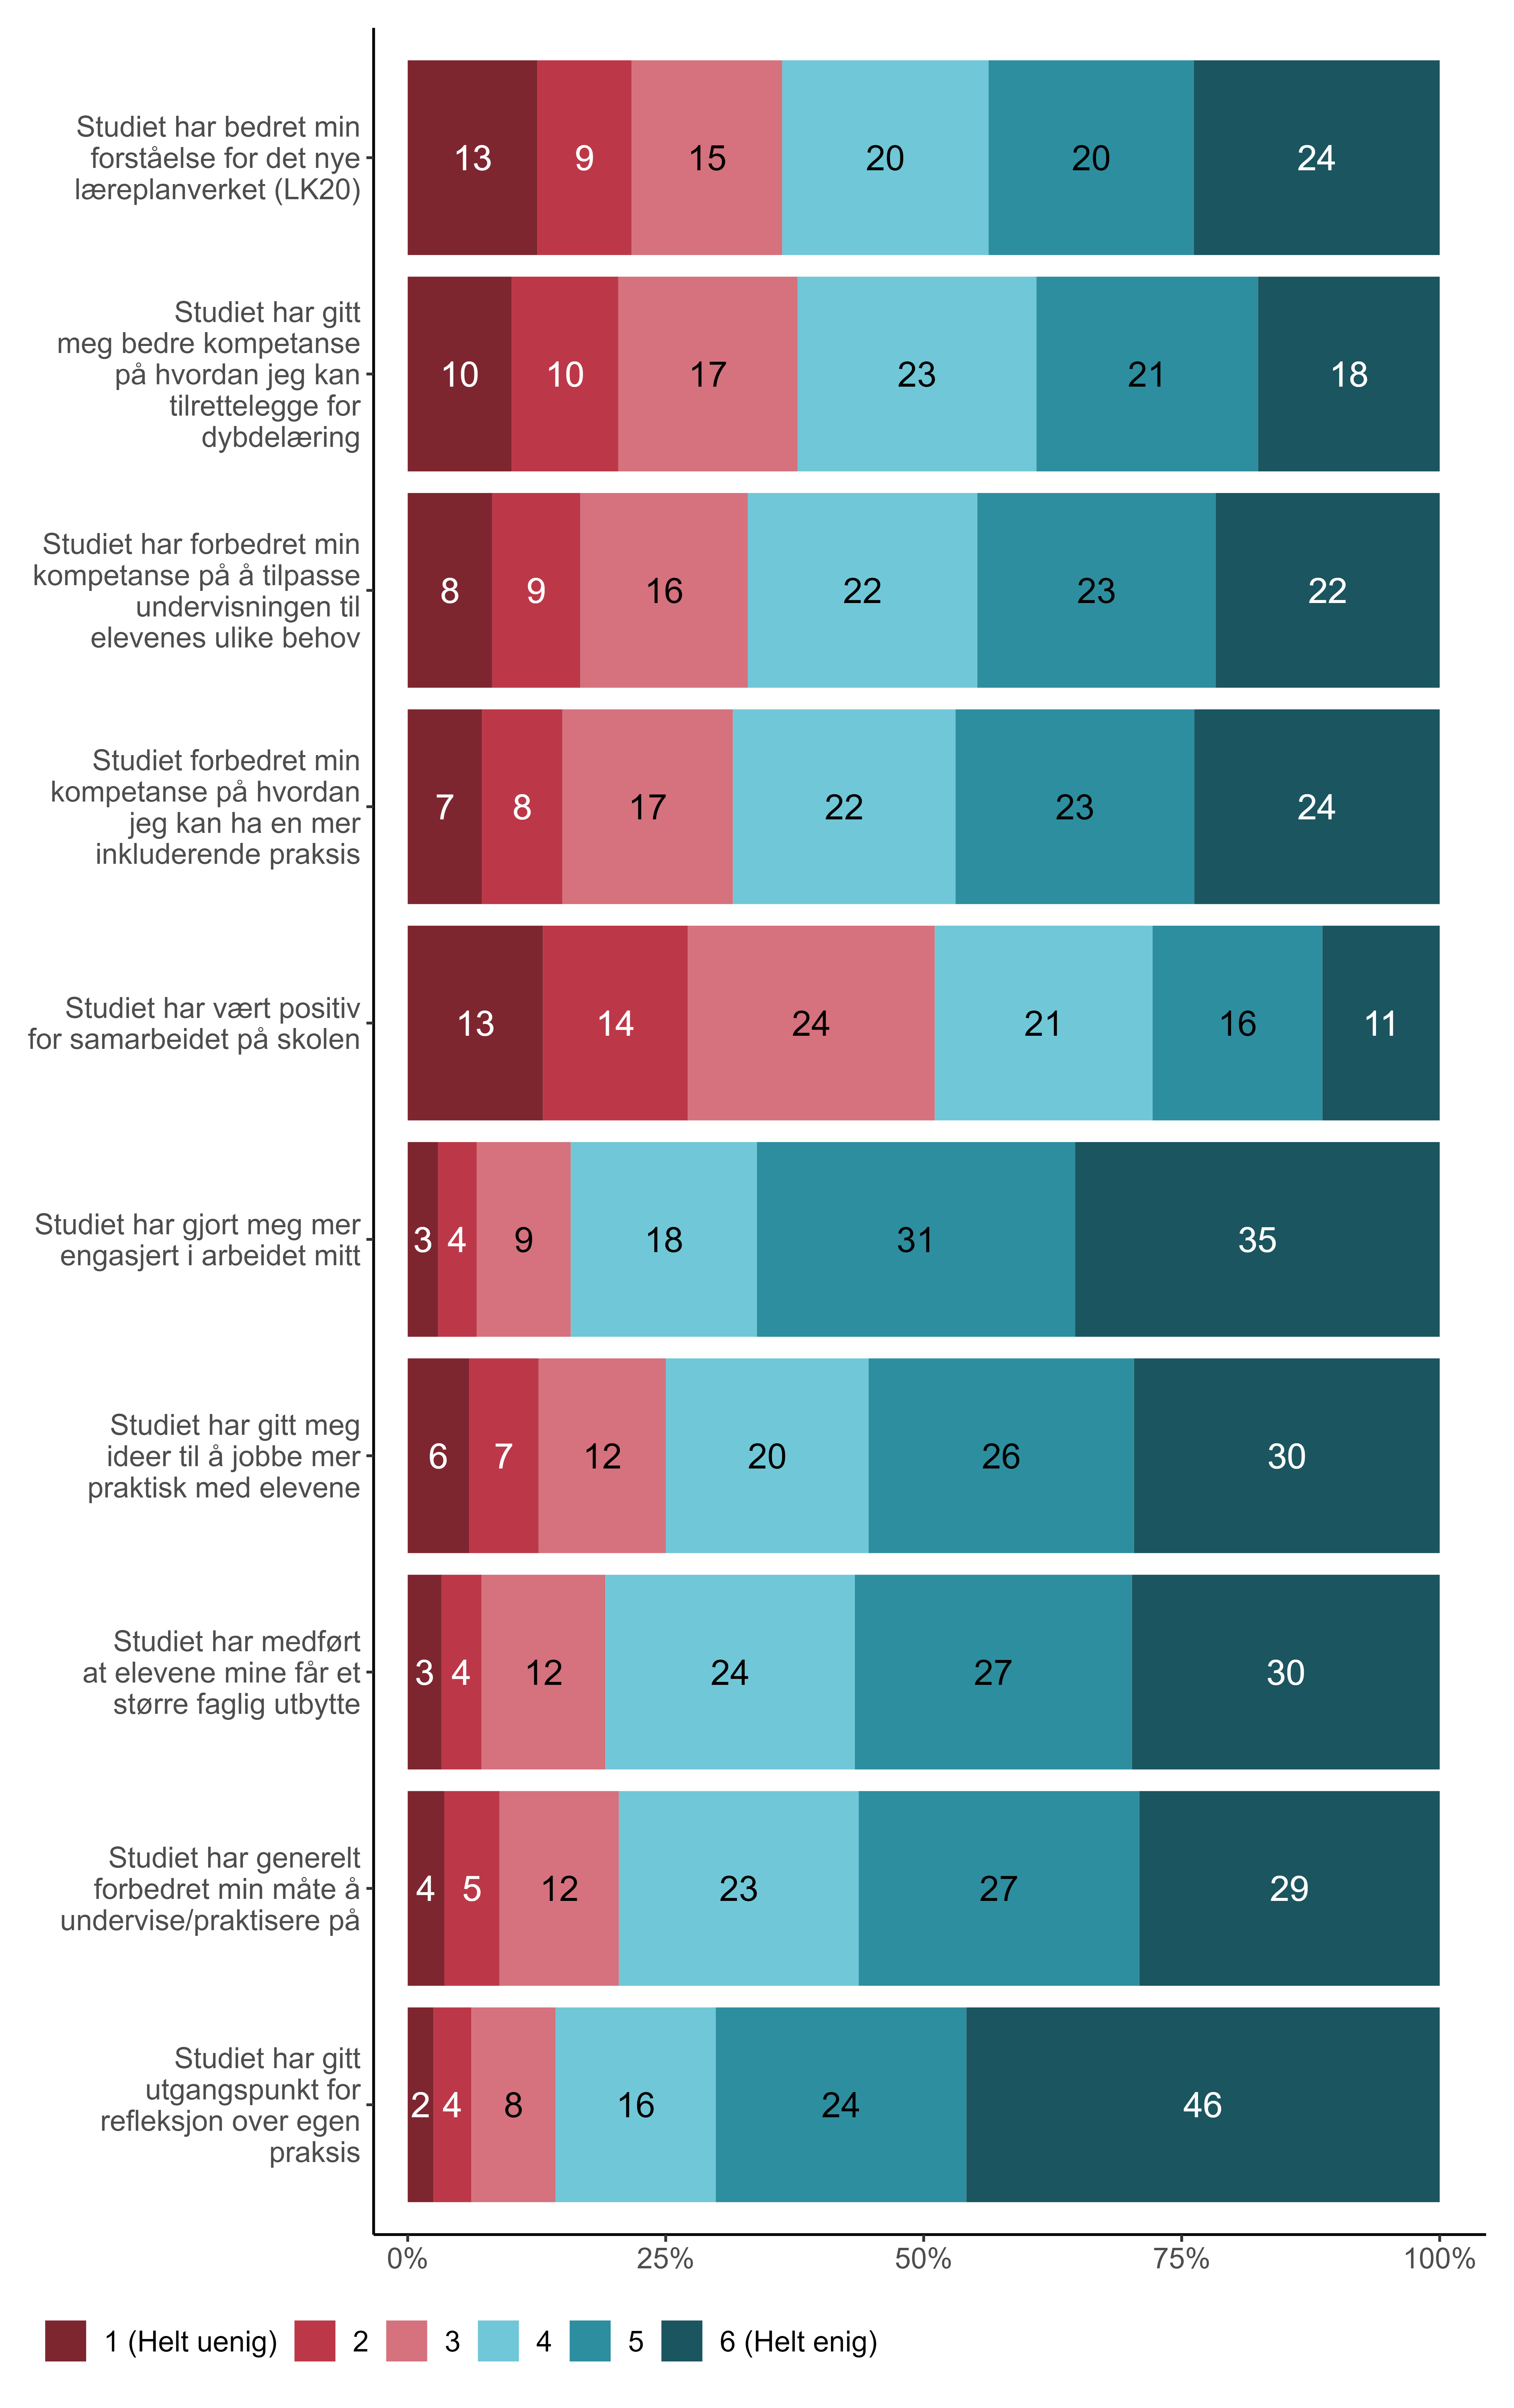 Studiet har bedret min
forståelse for det nye
læreplanverket (LK20)
13 9 15 20 20 24
Studiet har gitt
meg bedre kompetanse
på hvordan jeg kan
tilrettelegge for
dybdelæring
10 10 17 23 21 18
Studiet har forbedret min
kompetanse på å tilpasse
undervisningen til
elevenes ulike behov
8 9 16 22 23 22
Studiet forbedret min
kompetanse på hvordan
jeg kan ha en mer
inkluderende praksis
7 8 17 22 23 24
Studiet har vært positiv
for samarbeidet på skolen
13 14 24 21 16 11
Studiet har gjort meg mer
engasjert i arbeidet mitt
3 4 9 18 31 35
Studiet har gitt meg
ideer til å jobbe mer
praktisk med elevene
6 7 12 20 26 30
Studiet har medført
at elevene mine får et
større faglig utbytte
3 4 12 24 27 30
Studiet har generelt
forbedret min måte å
undervise/praktisere på
4 5 12 23 27 29
Studiet har gitt
utgangspunkt for
refleksjon over egen
praksis
2 4 8 16 24 46
0% 25% 50% 75% 100%
1 (Helt uenig) 2 3 4 5 6 (Helt enig)